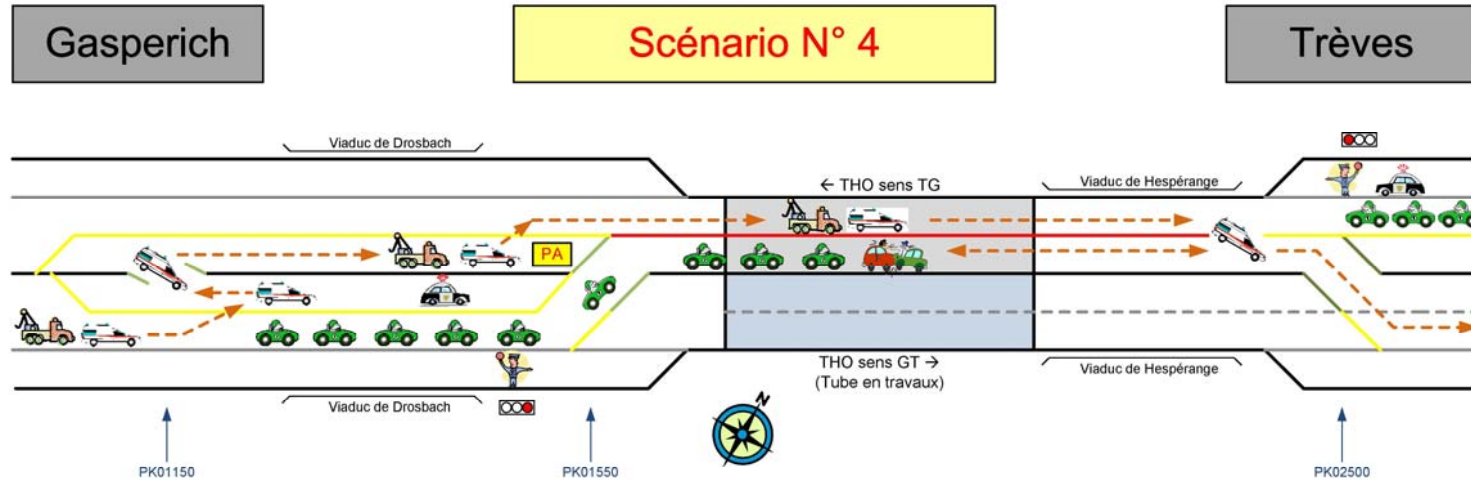 Gasperich
Scénario N° 4
Trèves
Viaduc de Drosbach
← THO sens TG
Viaduc de Hespérange
PA
THO sens GT →
(Tube en travaux)
Viaduc de Hespérange
Viaduc de Drosbach
N
PK01150
PK01550
PK02500